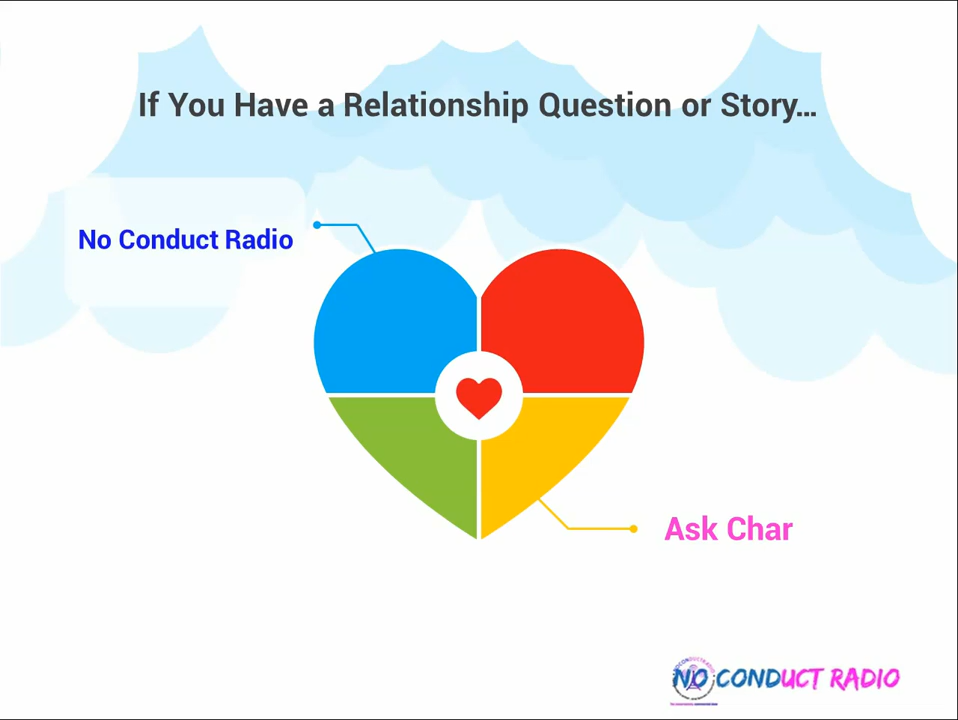 If You Have a Relationship Question or Story...
No Conduct Radio
Ask Char
NO CONDUCT RADIO